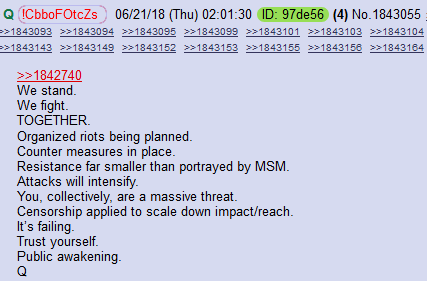 Q !CbboFOtcZs 06/21/18 (Thu) 02:01:30 ID: 97de56 (4) No.1843055
>>1843093 >>1843094 >>1843095 >>1843099 >>1843101 >>1843103 >>1843104
>>1843143 >>1843149 >>1843152 >>1843153 >>1843155 >>1843156 >>1843164
>>1842740
We stand.
We fight.
TOGETHER.
Organized riots being planned.
Counter measures in place.
Resistance far smaller than portrayed by MSM.
Attacks will intensify.
You, collectively, are a massive threat.
Censorship applied to scale down impact/reach.
It's failing.
Trust yourself.
Public awakening.
Q